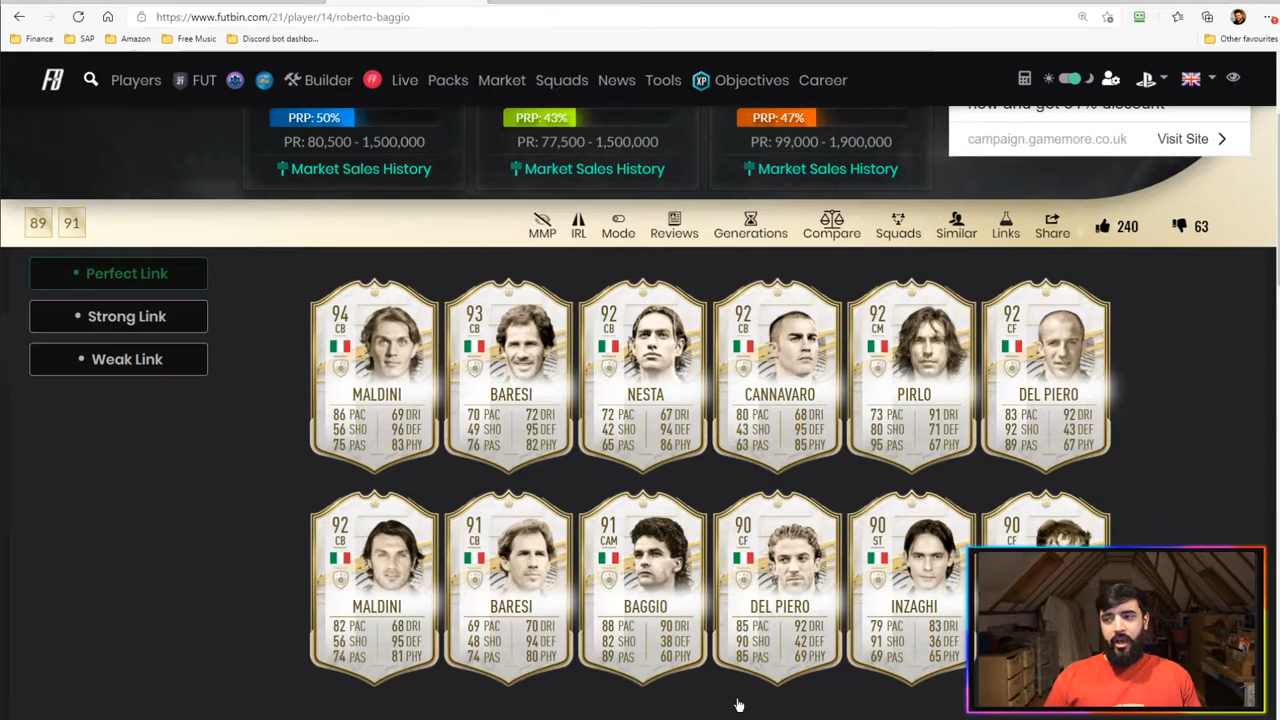 https://www.futbin.com/21/player/14/roberto-baggio
Finance SAP Amazon Free Music Discord bot dashbo... Other favourites
Players FUT Builder Live Packs Market Squads News Tools XP Objectives Career
PRP: 50% PRP: 43% PRP: 47%
PR: 80,500 - 1,500,000 PR: 77,500 - 1,500,000 PR: 99,000 - 1,900,000
Market Sales History Market Sales History Market Sales History
campaign.gamemore.co.uk Visit Site
89 91 MMP IRL Mode Reviews Generations Compare Squads Similar Links Share 240 63
• Perfect Link
• Strong Link
• Weak Link
94 93 92 92 92 92
CB CB CB CB CM CF
MALDINI BARESI NESTA CANNAVARO PIRLO DEL PIERO
86 PAC 69 DRI 70 PAC 72 DRI 72 PAC 67 DRI 80 PAC 68 DRI 73 PAC 91 DRI 83 PAC 92 DRI
56 SHO 96 DEF 49 SHO 95 DEF 42 SHO 94 DEF 43 SHO 95 DEF 80 SHO 71 DEF 92 SHO 43 DEF
75 PAS 83 PHY 76 PAS 82 PHY 65 PAS 86 PHY 63 PAS 85 PHY 95 PAS 67 PHY 89 PAS 67 PHY
92 91 91 90 90 90
CB CB CAM CF ST CF
MALDINI BARESI BAGGIO DEL PIERO INZAGHI
82 PAC 68 DRI 69 PAC 70 DRI 88 PAC 90 DRI 85 PAC 92 DRI 79 PAC 83 DRI
56 SHO 95 DEF 48 SHO 94 DEF 82 SHO 38 DEF 90 SHO 42 DEF 91 SHO 36 DEF
74 PAS 81 PHY 74 PAS 80 PHY 89 PAS 60 PHY 85 PAS 69 PHY 69 PAS 65 PHY